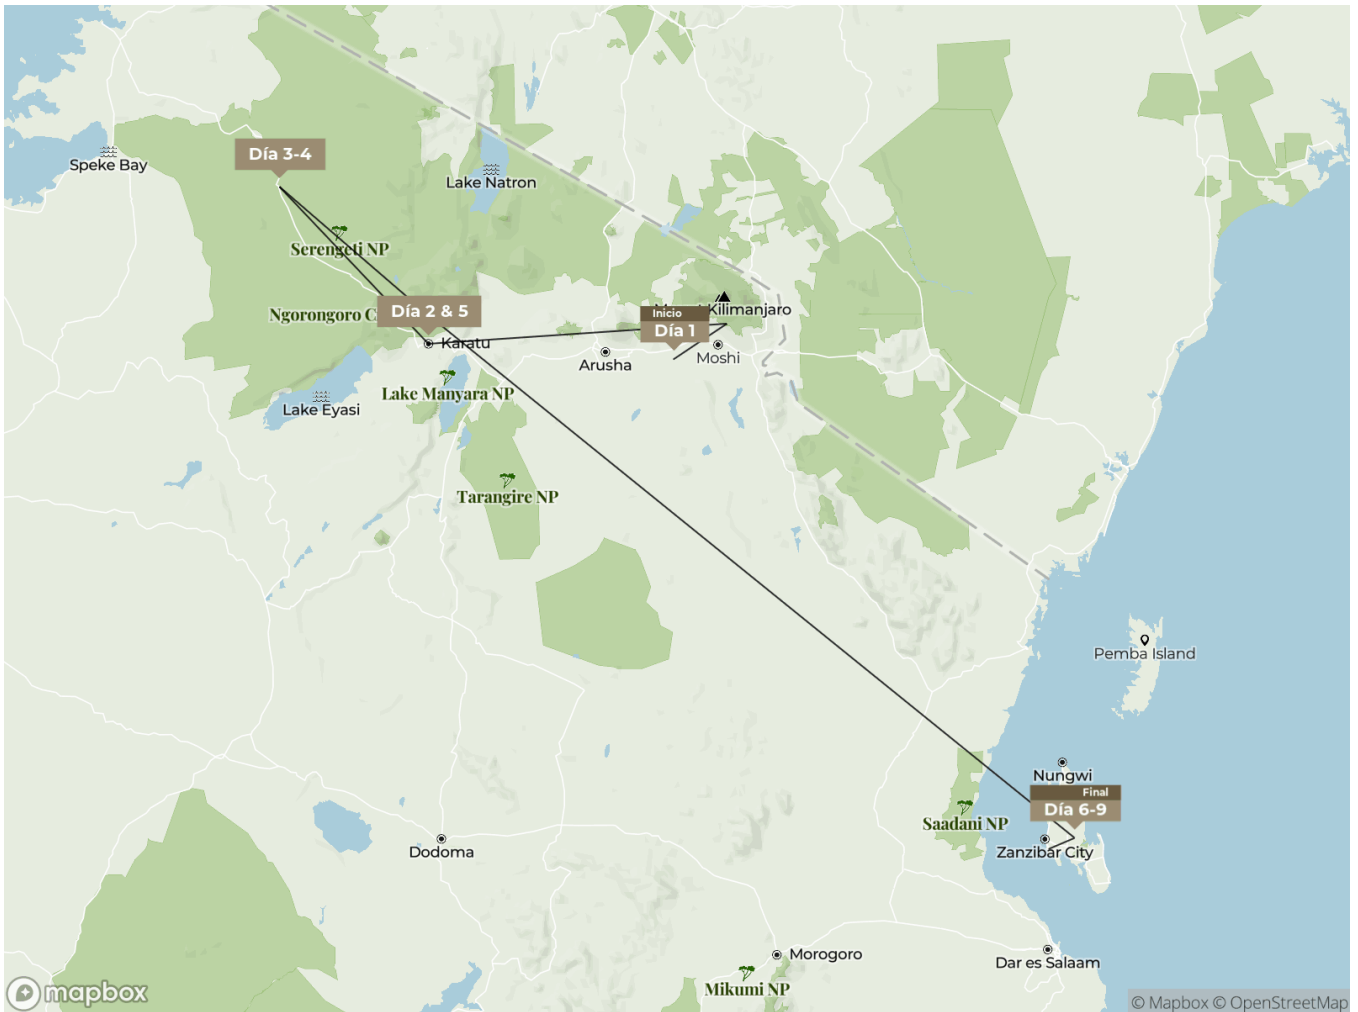 Día 3-4
Speke Bay
Lake Natron
Serengeti NP
Ngorongoro C
Día 2 & 5
Karatu
Inicio
Día 1
Kilimanjaro
Moshi
Arusha
Lake Manyara NP
Lake Eyasi
Tarangire NP
Pemba Island
Nungwi
Final
Día 6-9
Saadani NP
Zanzibar City
Dodoma
Morogoro
Dar es Salaam
Mikumi NP
mapbox
© Mapbox © OpenStreetMap